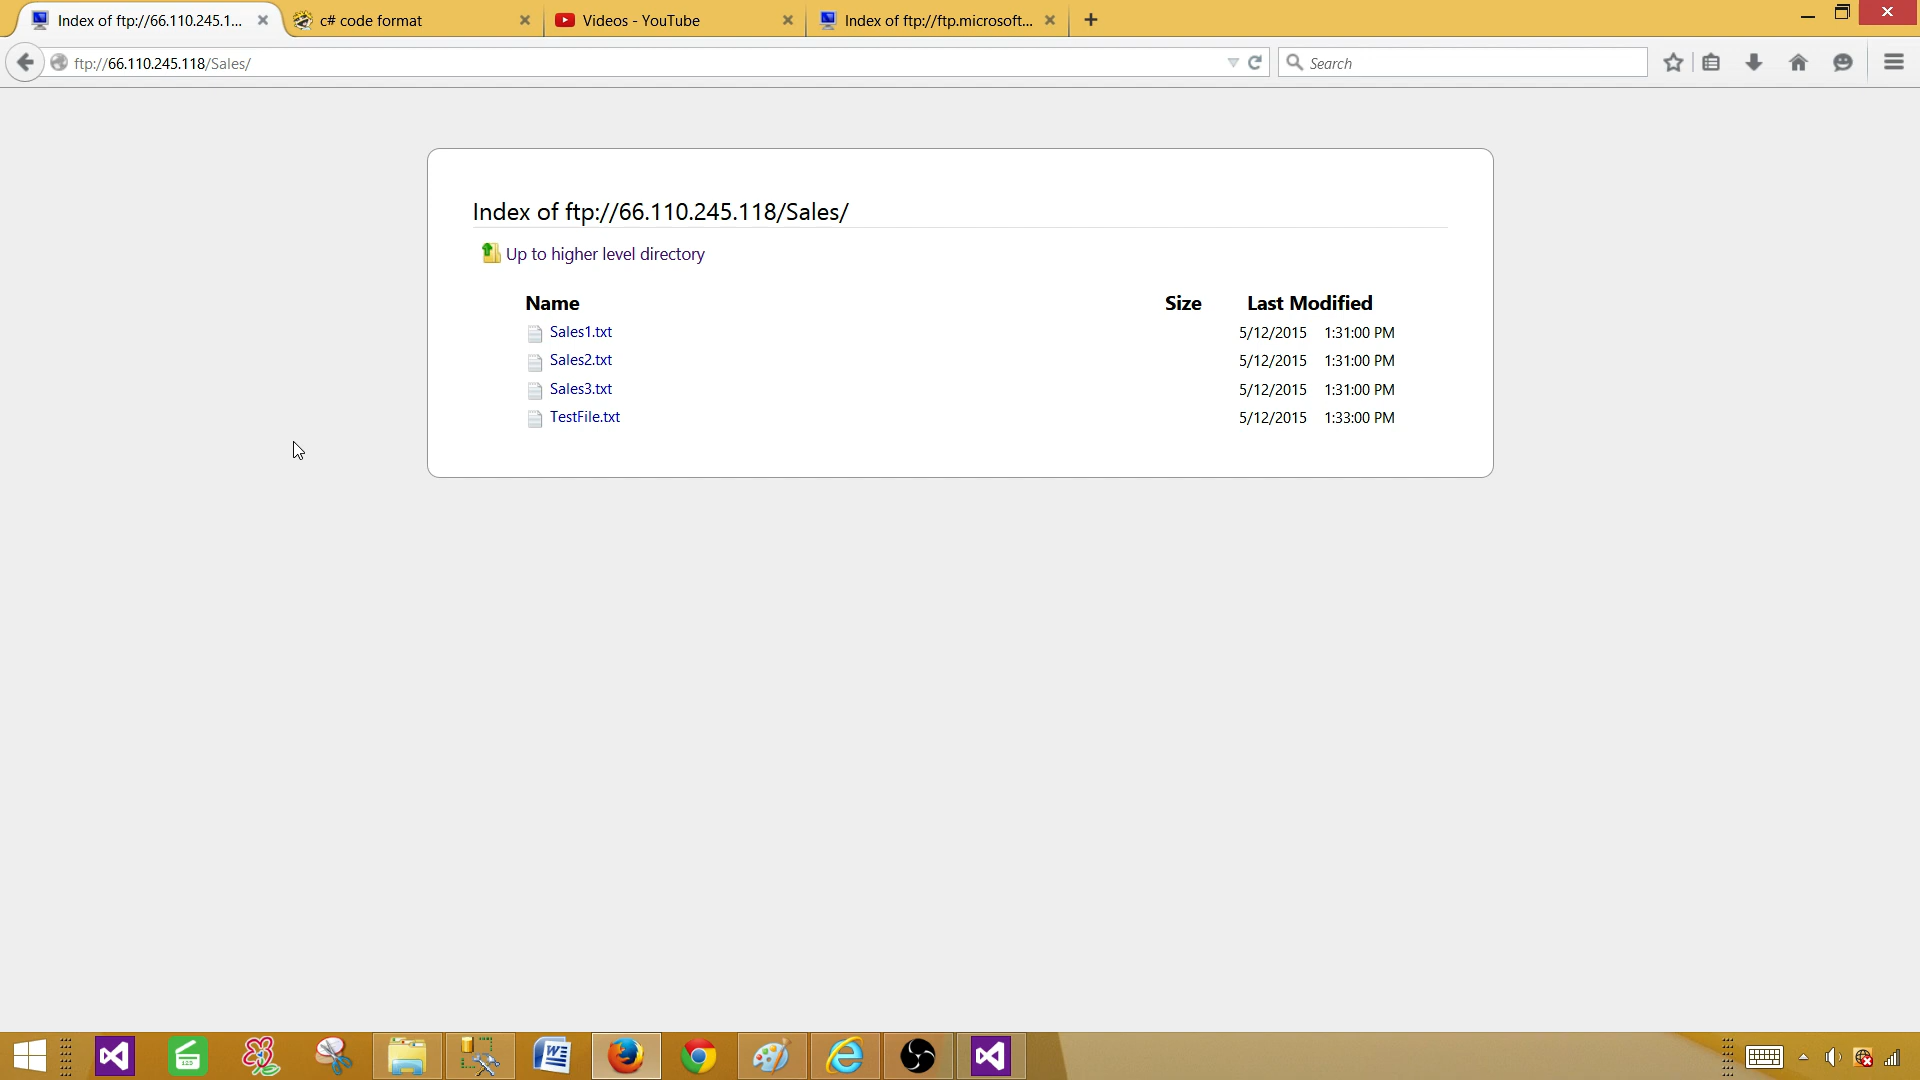 Index of ftp://66.110.245.1...
c# code format
Videos - YouTube
Index of ftp://ftp.microsoft...
ftp://66.110.245.118/Sales/
Search
Index of ftp://66.110.245.118/Sales/
Up to higher level directory
Name Size Last Modified
Sales1.txt 5/12/2015 1:31:00 PM
Sales2.txt 5/12/2015 1:31:00 PM
Sales3.txt 5/12/2015 1:31:00 PM
TestFile.txt 5/12/2015 1:33:00 PM
123
W